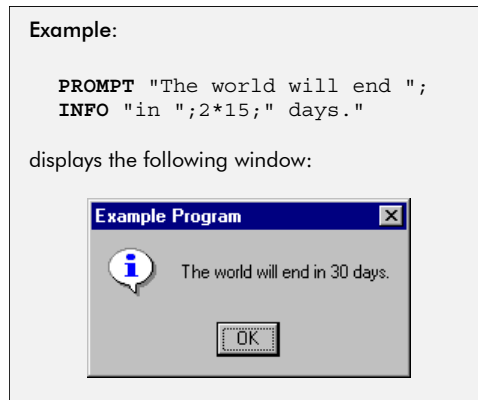 Example:
PROMPT "The world will end ";
INFO "in ";2*15;" days."
displays the following window:
Example Program
The world will end in 30 days.
OK